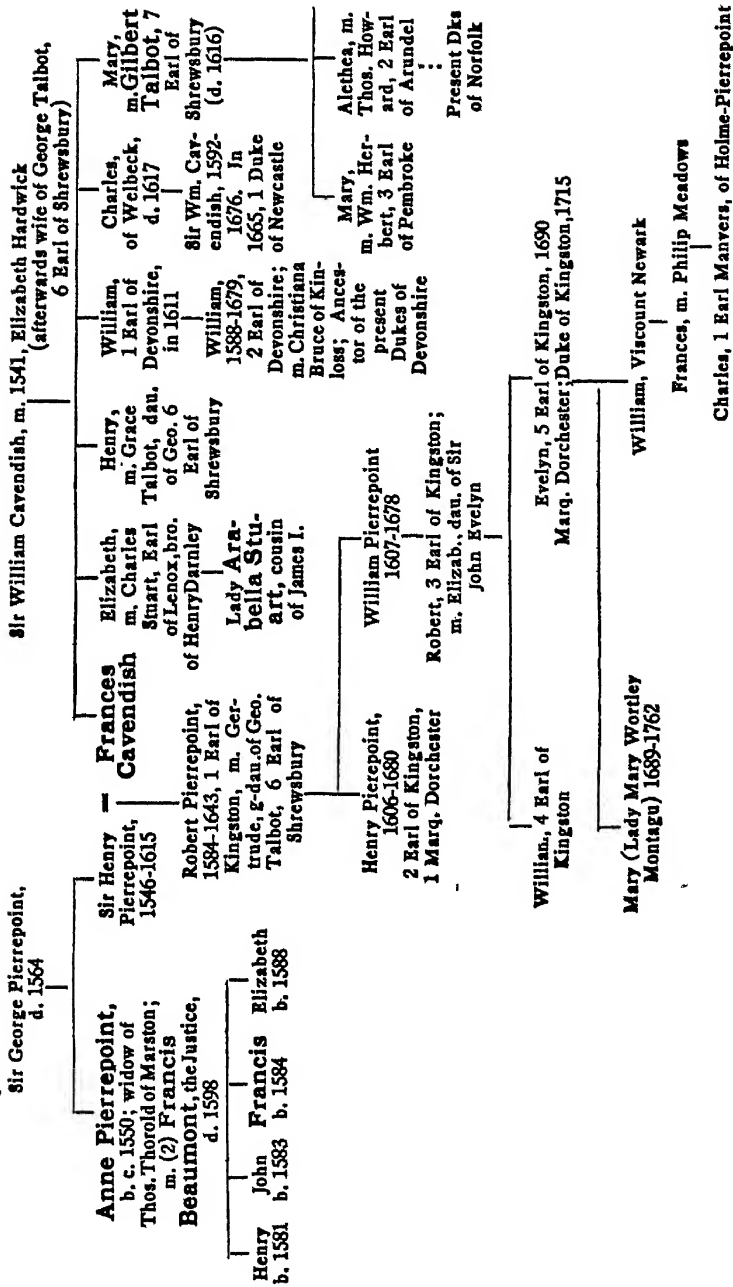 Sir George Pierrepoint,
d. 1564
Sir William Cavendish, m. 1541, Elizabeth Hardwick
(afterwards wife of George Talbot,
6 Earl of Shrewsbury)
Anne Pierrepoint,
b. c. 1550; widow of
Thos. Thorold of Marston;
m. (2) Francis
Beaumont, the Justice,
d. 1598
Sir Henry
Pierrepoint,
1546-1615
= Frances
Cavendish
Elizabeth,
m. Charles
Stuart, Earl
of Lenox, bro.
of Henry Darnley
Henry,
m. Grace
Talbot, dau.
of Geo. 6
Earl of
Shrewsbury
William,
1 Earl of
Devonshire,
in 1611
Charles,
of Welbeck,
d. 1617
Mary,
m. Gilbert
Talbot, 7
Earl of
Shrewsbury
(d. 1616)
Henry
b. 1581
John
b. 1583
Francis
b. 1584
Elizabeth
b. 1588
Robert Pierrepoint,
1584-1643, 1 Earl of
Kingston, m. Ger-
trude, g-dau. of Geo.
Talbot, 6 Earl of
Shrewsbury
Lady Ara-
bella Stu-
art, cousin
of James I.
William,
1588-1679,
2 Earl of
Devonshire;
m. Christiana
Bruce of Kin-
loss; Ances-
tor of the
present
Dukes of
Devonshire
Sir Wm. Cav-
endish, 1592-
1676. In
1665, 1 Duke
of Newcastle
Mary,
m. Wm. Her-
bert, 3 Earl
of Pembroke
Alethea, m.
Thos. How-
ard, 2 Earl
of Arundel
:
:
Present Dks
of Norfolk
Henry Pierepoint,
1606-1680
2 Earl of Kingston,
1 Marq. Dorchester
William Pierrepoint
1607-1678
Robert, 3 Earl of Kingston;
m. Elizab., dau. of Sir
John Evelyn
William, 4 Earl of
Kingston
Evelyn, 5 Earl of Kingston, 1690
Marq. Dorchester; Duke of Kingston, 1715
Mary (Lady Mary Wortley
Montagu) 1689-1762
William, Viscount Newark
Frances, m. Philip Meadows
Charles, 1 Earl Manvers, of Holme-Pierrepoint